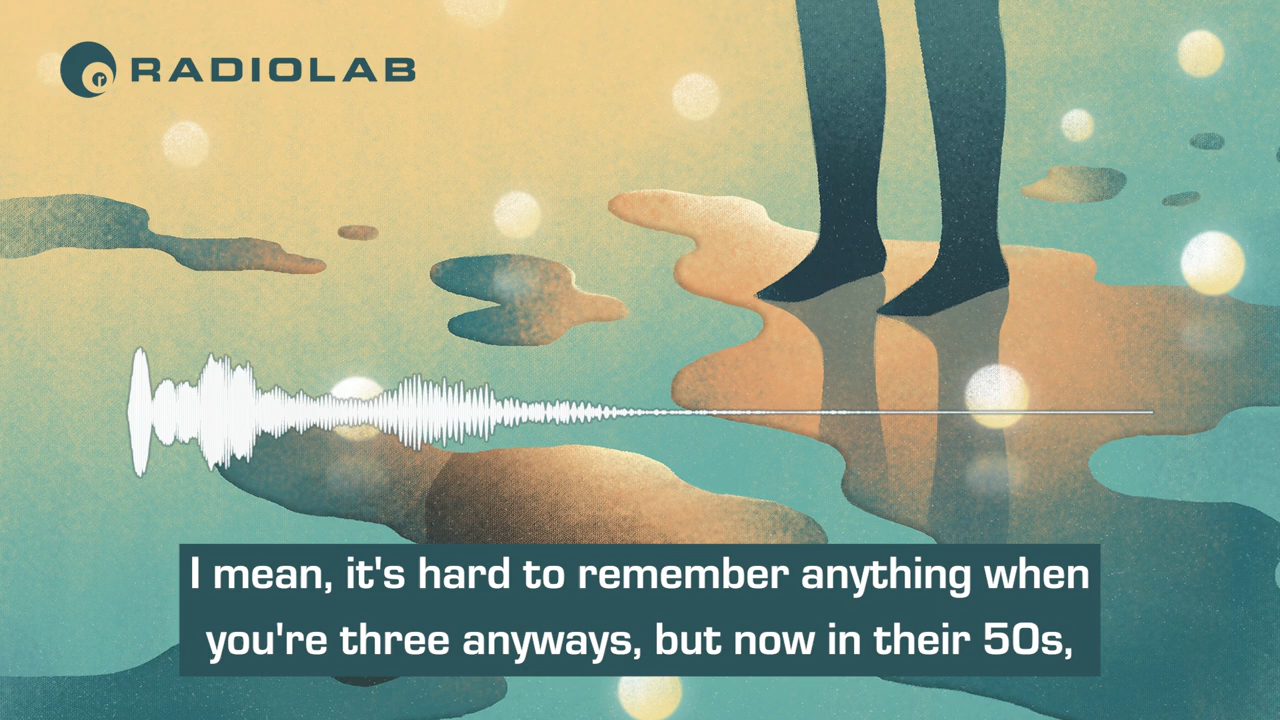 RADIOLAB
I mean, it's hard to remember anything when
you're three anyways, but now in their 50s,